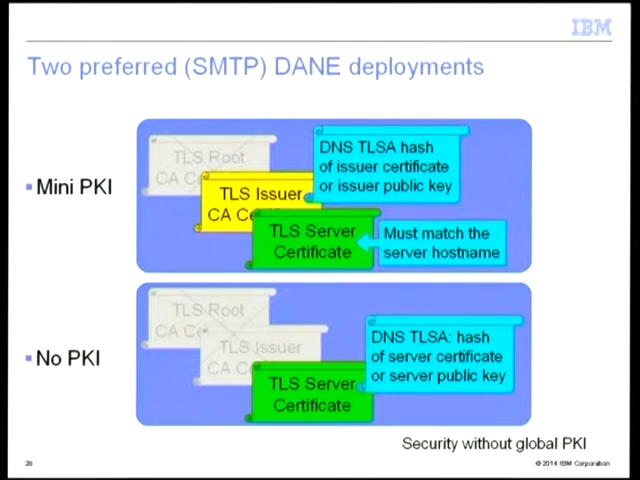 IBM
Two preferred (SMTP) DANE deployments
Mini PKI
TLS Root
CA Ce
DNS TLSA hash
of issuer certificate
or issuer public key
TLS Issuer
CA Ce
TLS Server
Certificate
Must match the
server hostname
No PKI
TLS Root
CA Ce
TLS Issuer
CA C
DNS TLSA: hash
of server certificate
or server public key
TLS Server
Certificate
Security without global PKI
© 2014 IBM Corporation